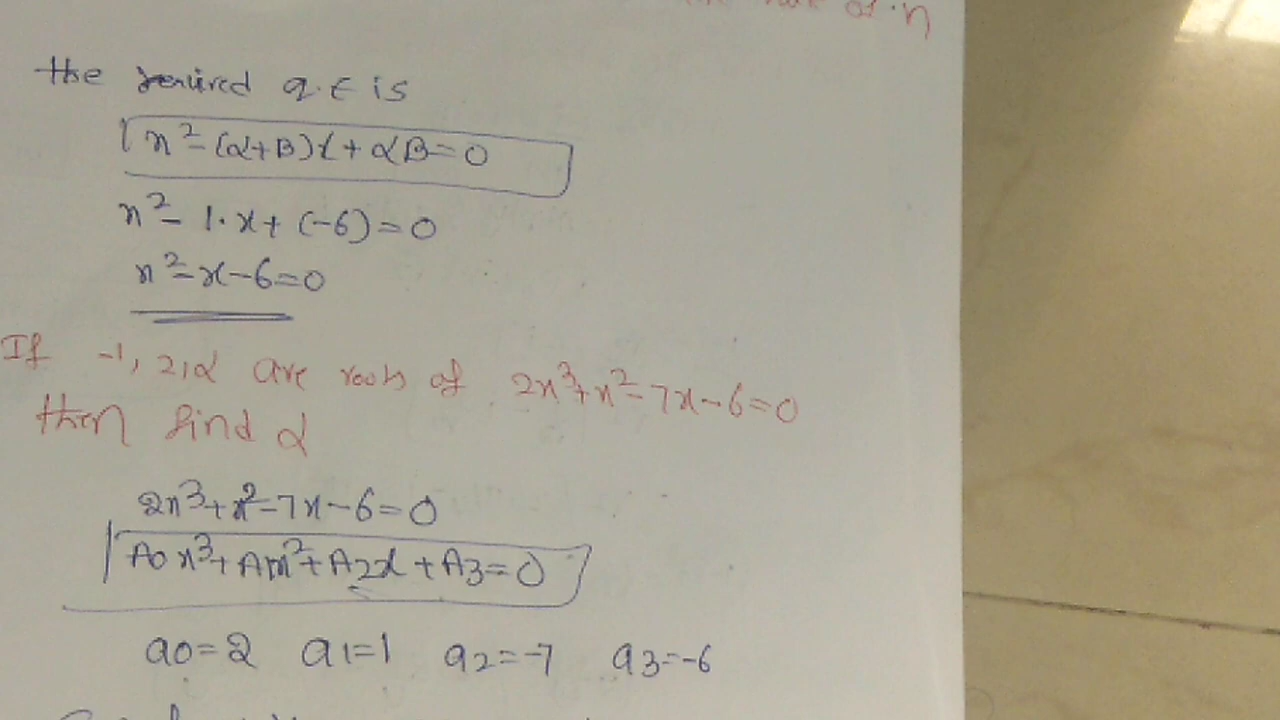 of n
the required q.E is
x²-(α+β)x+αβ=0
x²-1.x+(-6)=0
x²-x-6=0
If -1, 2, α are roots of 2x³+x²-7x-6=0
then find α
2x³+x²-7x-6=0
A0x³+A1x²+A2x+A3=0
a0=2 a1=1 a2=-7 a3=-6